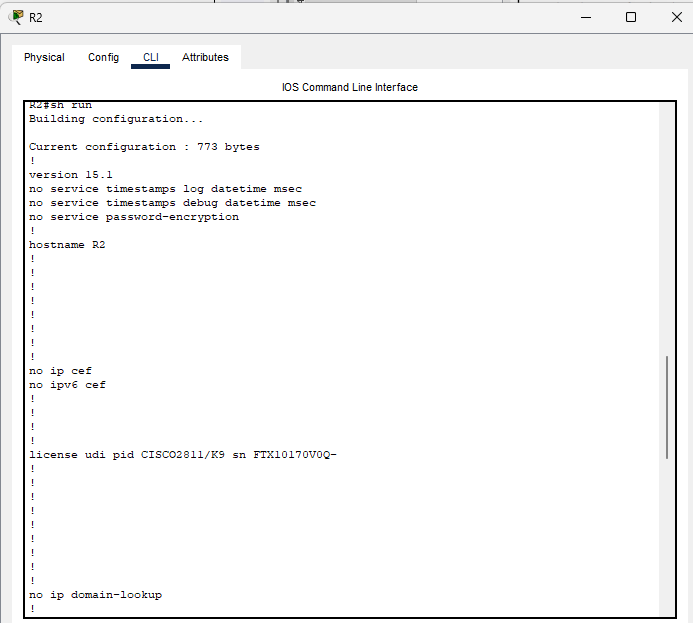 R2
Physical Config CLI Attributes
IOS Command Line Interface
R2#sh run
Building configuration...
Current configuration : 773 bytes
!
version 15.1
no service timestamps log datetime msec
no service timestamps debug datetime msec
no service password-encryption
!
hostname R2
!
!
!
!
!
!
!
!
no ip cef
no ipv6 cef
!
!
!
!
license udi pid CISCO2811/K9 sn FTX10170V0Q-
!
!
!
!
!
!
!
!
!
no ip domain-lookup
!